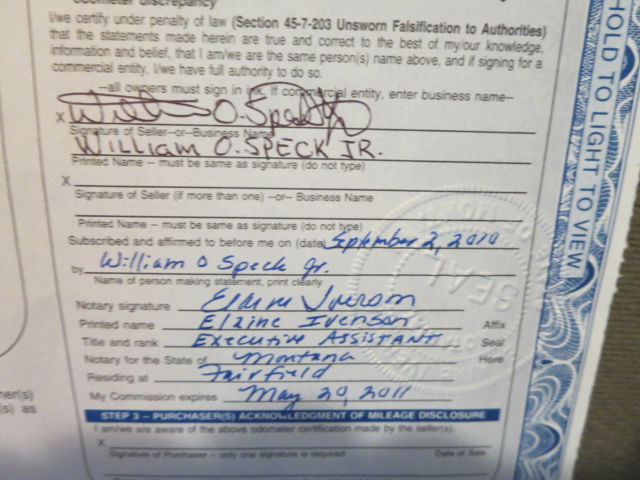 Odometer Discrepancy
I/we certify under penalty of law (Section 45-7-203 Unsworn Falsification to Authorities)
that the statements made herein are true and correct to the best of my/our knowledge,
information and belief, that I am/we are the same person(s) name above, and if signing for a
commercial entity, I/we have full authority to do so.
--all owners must sign in ink. If commercial entity, enter business name--
X William O. Speck Jr
Signature of Seller--or--Business Name
WILLIAM O. SPECK JR.
Printed Name – must be same as signature (do not type)
X
Signature of Seller (if more than one) --or-- Business Name
Printed Name – must be same as signature (do not type)
Subscribed and affirmed to before me on (date) September 2, 2010
by William O Speck Jr.
Name of person making statement, print clearly
Notary signature Elaine Iverson
Printed name Elaine Iverson Affix
Title and rank Executive ASSISTANT Seal
Notary for the State of Montana Here
Residing at Fairfield
My Commission expires May 20, 2011
STEP 3 – PURCHASER(S) ACKNOWLEDGMENT OF MILEAGE DISCLOSURE
I am/we are aware of the above odometer certification made by the seller(s).
X
Signature of Purchaser – only one signature is required Date of Sale
HOLD TO LIGHT TO VIEW
SEAL
ner(s)
(s) as